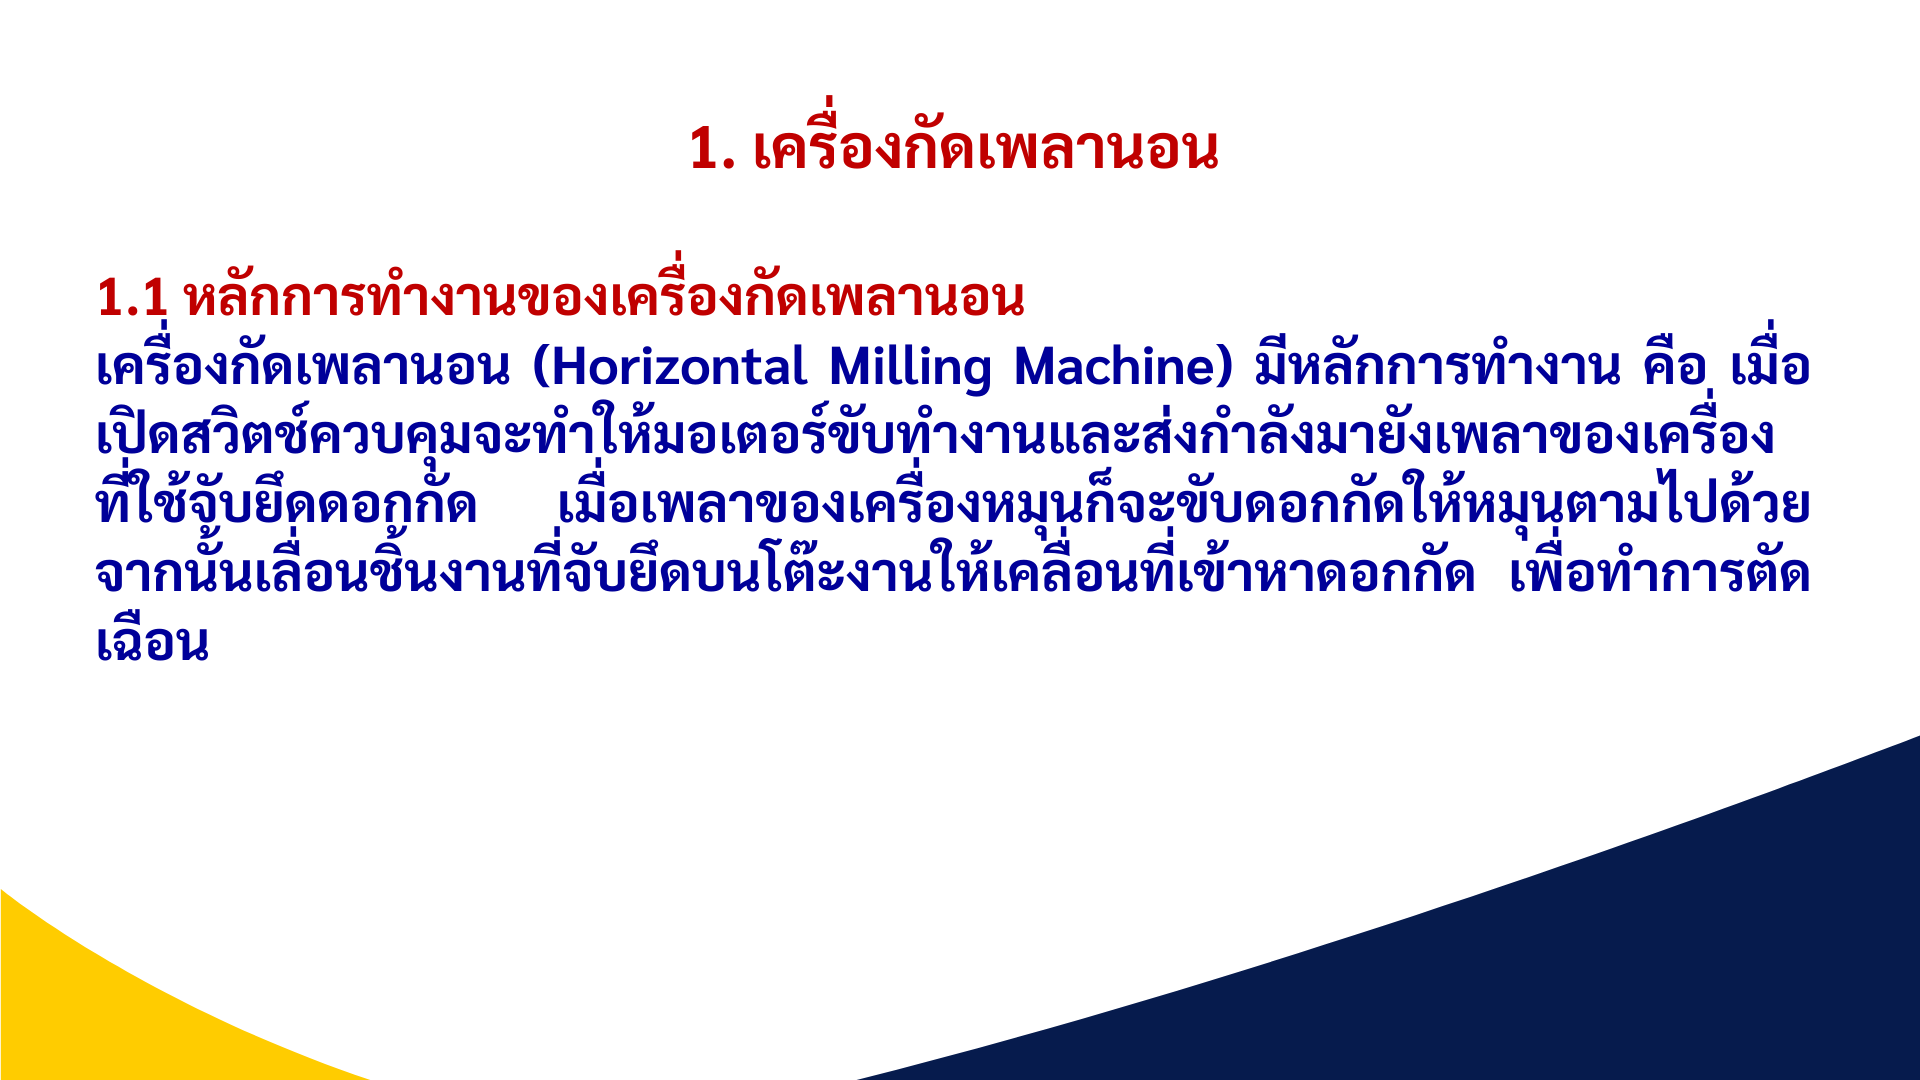 1. เครื่องกัดเพลานอน
1.1 หลักการทำงานของเครื่องกัดเพลานอน
เครื่องกัดเพลานอน (Horizontal Milling Machine) มีหลักการทำงาน คือ เมื่อ
เปิดสวิตช์ควบคุมจะทำให้มอเตอร์ขับทำงานและส่งกำลังมายังเพลาของเครื่อง
ที่ใช้จับยึดดอกกัด เมื่อเพลาของเครื่องหมุนก็จะขับดอกกัดให้หมุนตามไปด้วย
จากนั้นเลื่อนชิ้นงานที่จับยึดบนโต๊ะงานให้เคลื่อนที่เข้าหาดอกกัด เพื่อทำการตัด
เฉือน